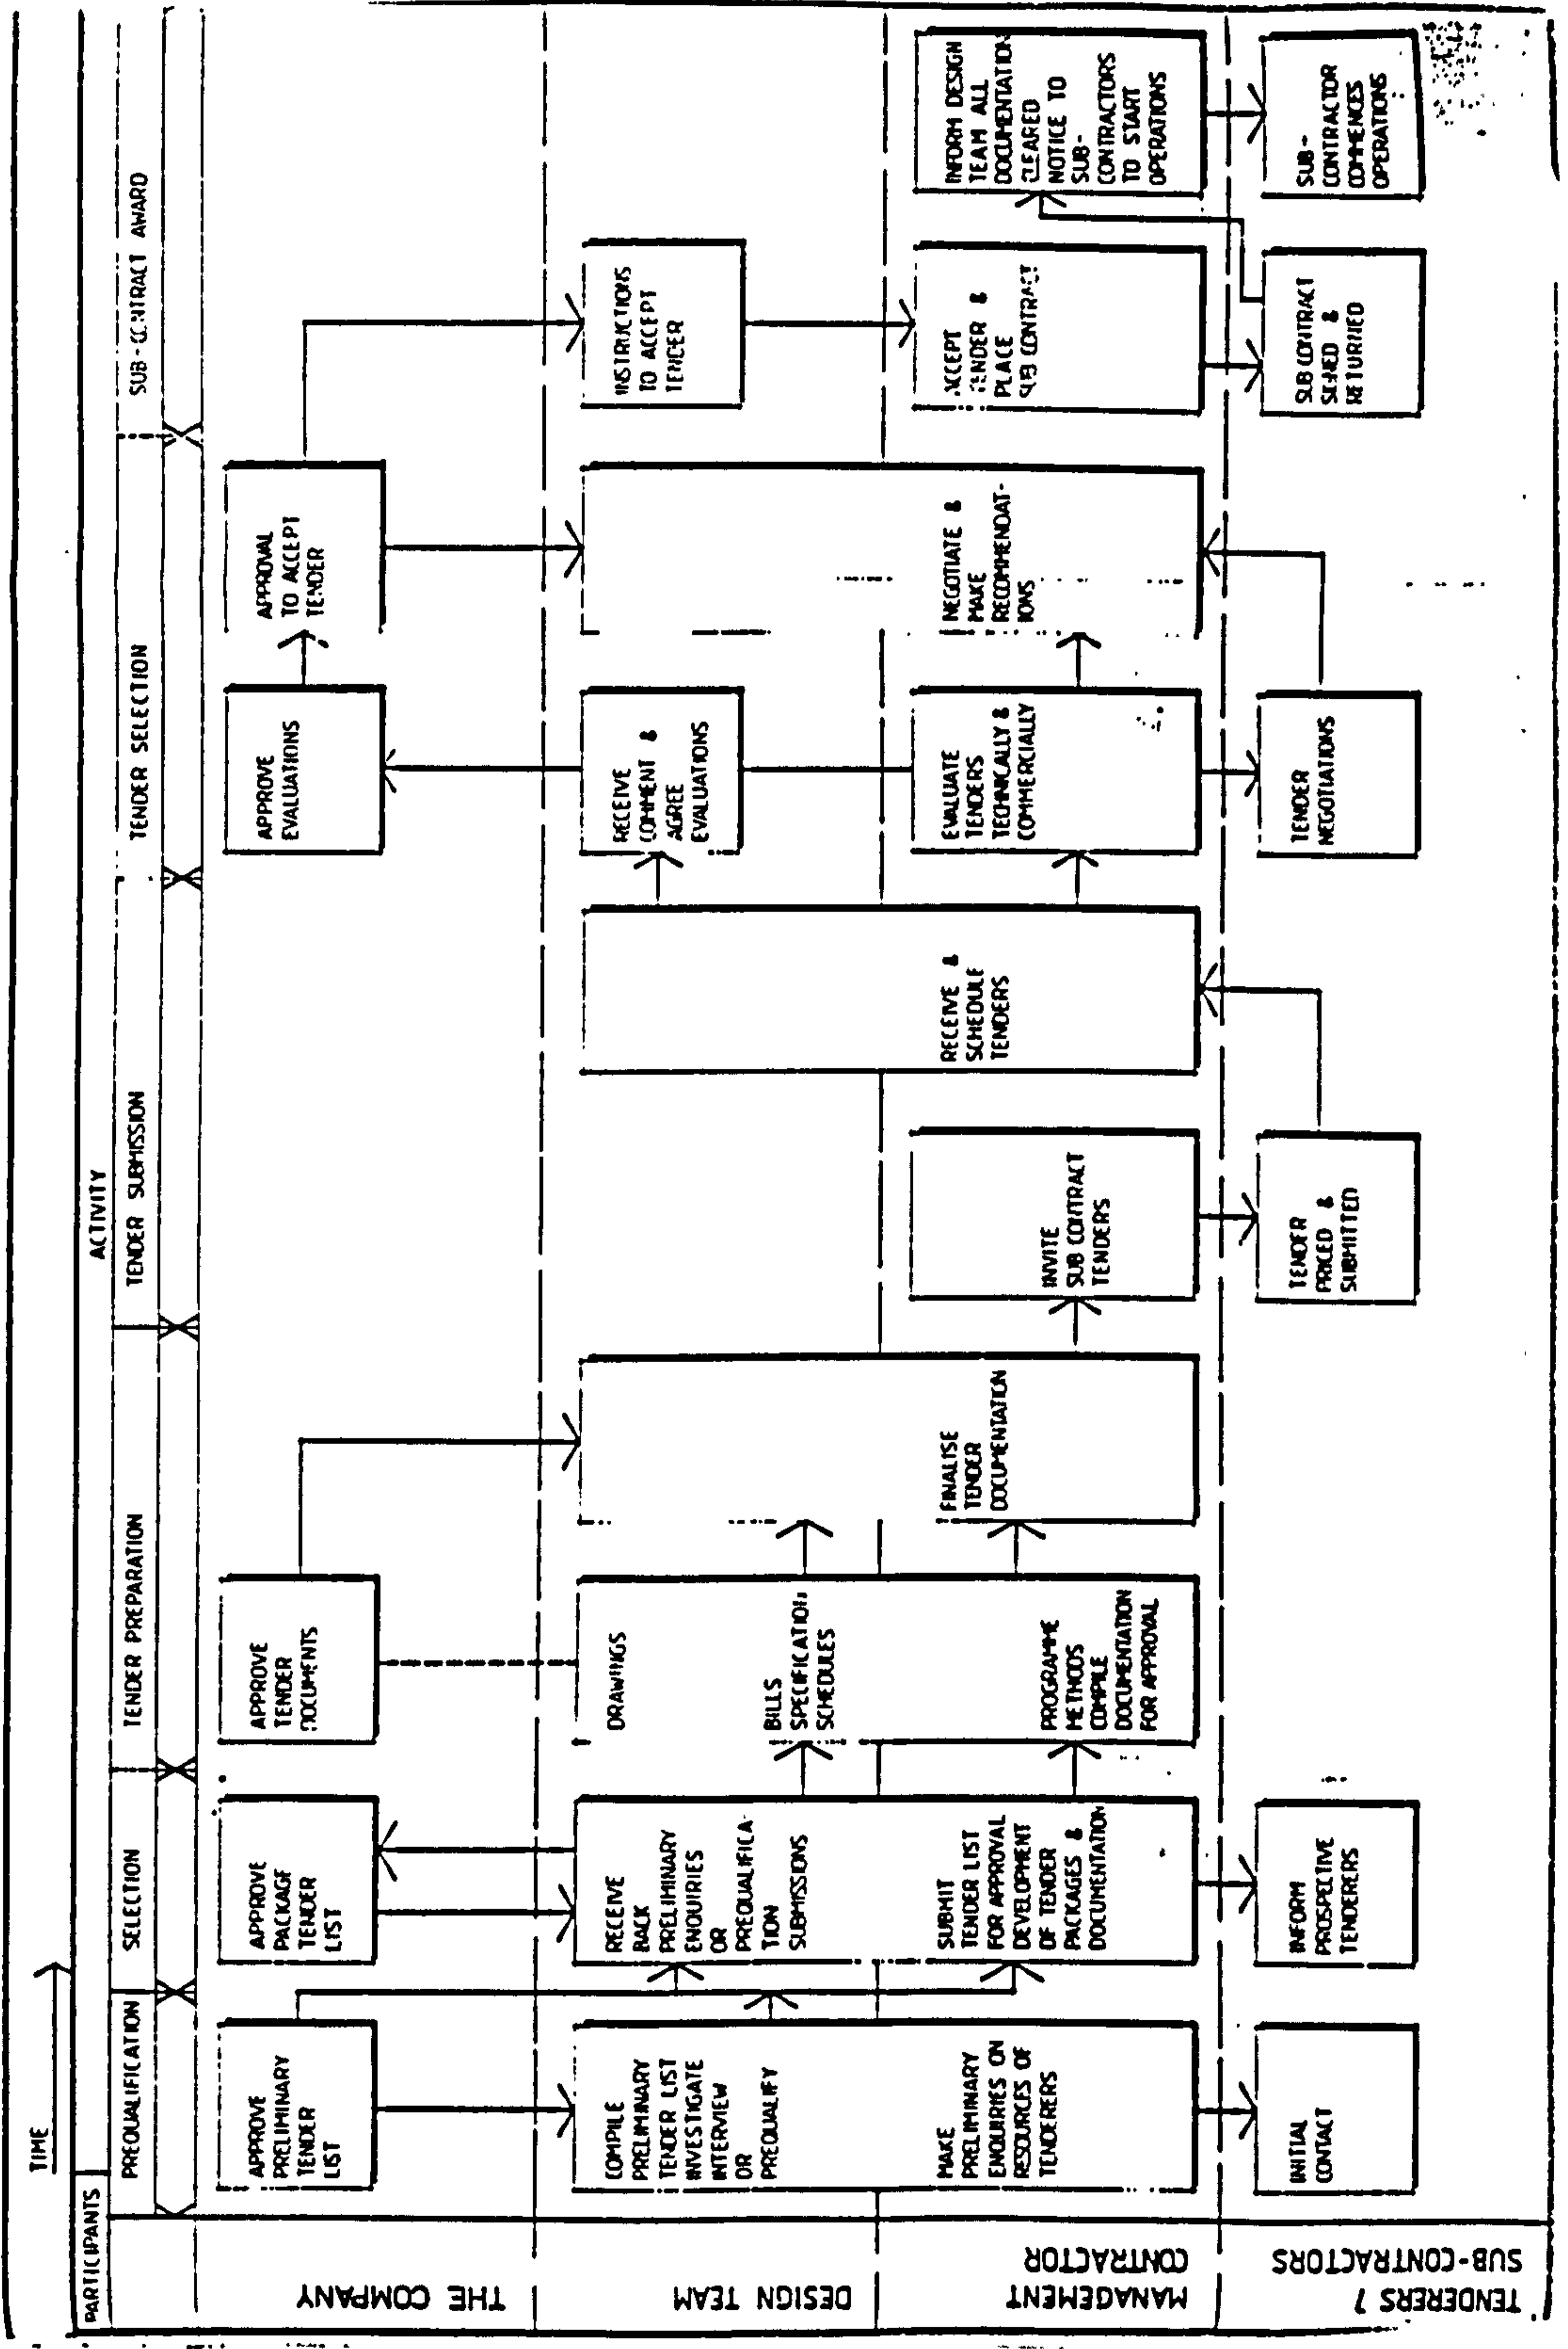 TIME
PARTICIPANTS
ACTIVITY
PREQUALIFICATION
SELECTION
TENDER PREPARATION
TENDER SUBMISSION
TENDER SELECTION
SUB-CONTRACT AWARD
THE COMPANY
APPROVE
PRELIMINARY
TENDER
LIST
APPROVE
PACKAGE
TENDER
LIST
APPROVE
TENDER
DOCUMENTS
APPROVE
EVALUATIONS
APPROVAL
TO ACCEPT
TENDER
DESIGN TEAM
COMPILE
PRELIMINARY
TENDER LIST
INVESTIGATE
INTERVIEW
OR
PREQUALIFY
RECEIVE
BACK
PRELIMINARY
ENQUIRIES
OR
PREQUALIFICA-
TION
SUBMISSIONS
DRAWINGS
BILLS
SPECIFICATION
SCHEDULES
RECEIVE
COMMENT &
AGREE
EVALUATIONS
INSTRUCTIONS
TO ACCEPT
TENDER
MANAGEMENT
CONTRACTOR
MAKE
PRELIMINARY
ENQUIRIES ON
RESOURCES OF
TENDERERS
SUBMIT
TENDER LIST
FOR APPROVAL
DEVELOPMENT
OF TENDER
PACKAGES &
DOCUMENTATION
PROGRAMME
METHODS
COMPILE
DOCUMENTATION
FOR APPROVAL
FINALISE
TENDER
DOCUMENTATION
INVITE
SUB CONTRACT
TENDERS
RECEIVE &
SCHEDULE
TENDERS
EVALUATE
TENDERS
TECHNICALLY &
COMMERCIALLY
NEGOTIATE &
MAKE
RECOMMENDAT-
IONS
ACCEPT
TENDER &
PLACE
SUB CONTRACT
INFORM DESIGN
TEAM ALL
DOCUMENTATION
CLEARED
NOTICE TO
SUB-
CONTRACTORS
TO START
OPERATIONS
TENDERERS /
SUB-CONTRACTORS
INITIAL
CONTACT
INFORM
PROSPECTIVE
TENDERERS
TENDER
PRICED &
SUBMITTED
TENDER
NEGOTIATIONS
SUB CONTRACT
SIGNED &
RETURNED
SUB-
CONTRACTOR
COMMENCES
OPERATIONS